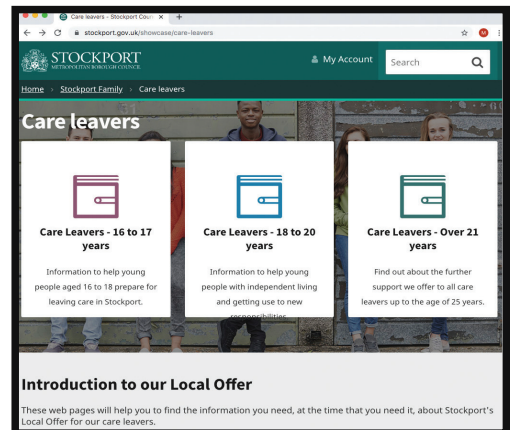 Care leavers - Stockport Coun
stockport.gov.uk/showcase/care-leavers
M
STOCKPORT
METROPOLITAN BOROUGH COUNCIL
My Account
Search
Home > Stockport Family > Care leavers
Care leavers
Care Leavers - 16 to 17
years
Information to help young
people aged 16 to 18 prepare for
leaving care in Stockport.
Care Leavers - 18 to 20
years
Information to help young
people with independent living
and getting use to new
responsibilities.
Care Leavers - Over 21
years
Find out about the further
support we offer to all care
leavers up to the age of 25 years.
Introduction to our Local Offer
These web pages will help you to find the information you need, at the time that you need it, about Stockport's
Local Offer for our care leavers.